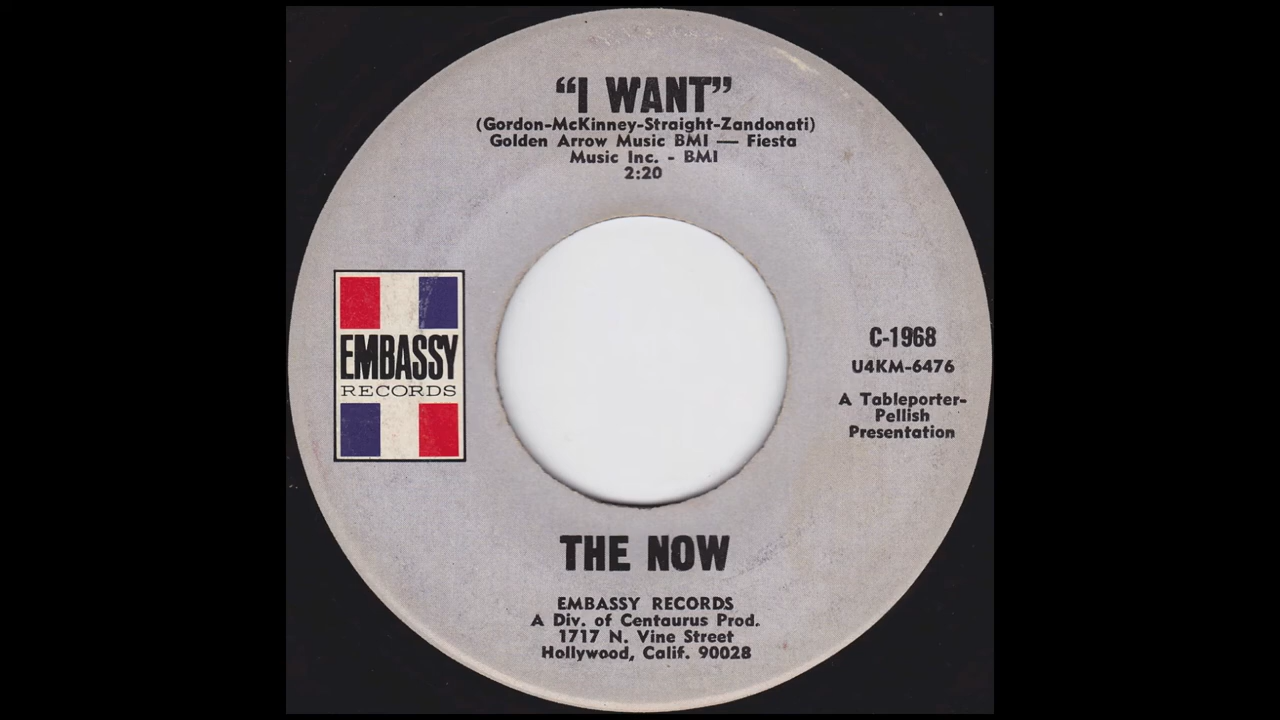 “I WANT”
(Gordon-McKinney-Straight-Zandonati)
Golden Arrow Music BMI — Fiesta
Music Inc. - BMI
2:20
EMBASSY
RECORDS
C-1968
U4KM-6476
A Tableporter-
Pellish
Presentation
THE NOW
EMBASSY RECORDS
A Div. of Centaurus Prod.
1717 N. Vine Street
Hollywood, Calif. 90028